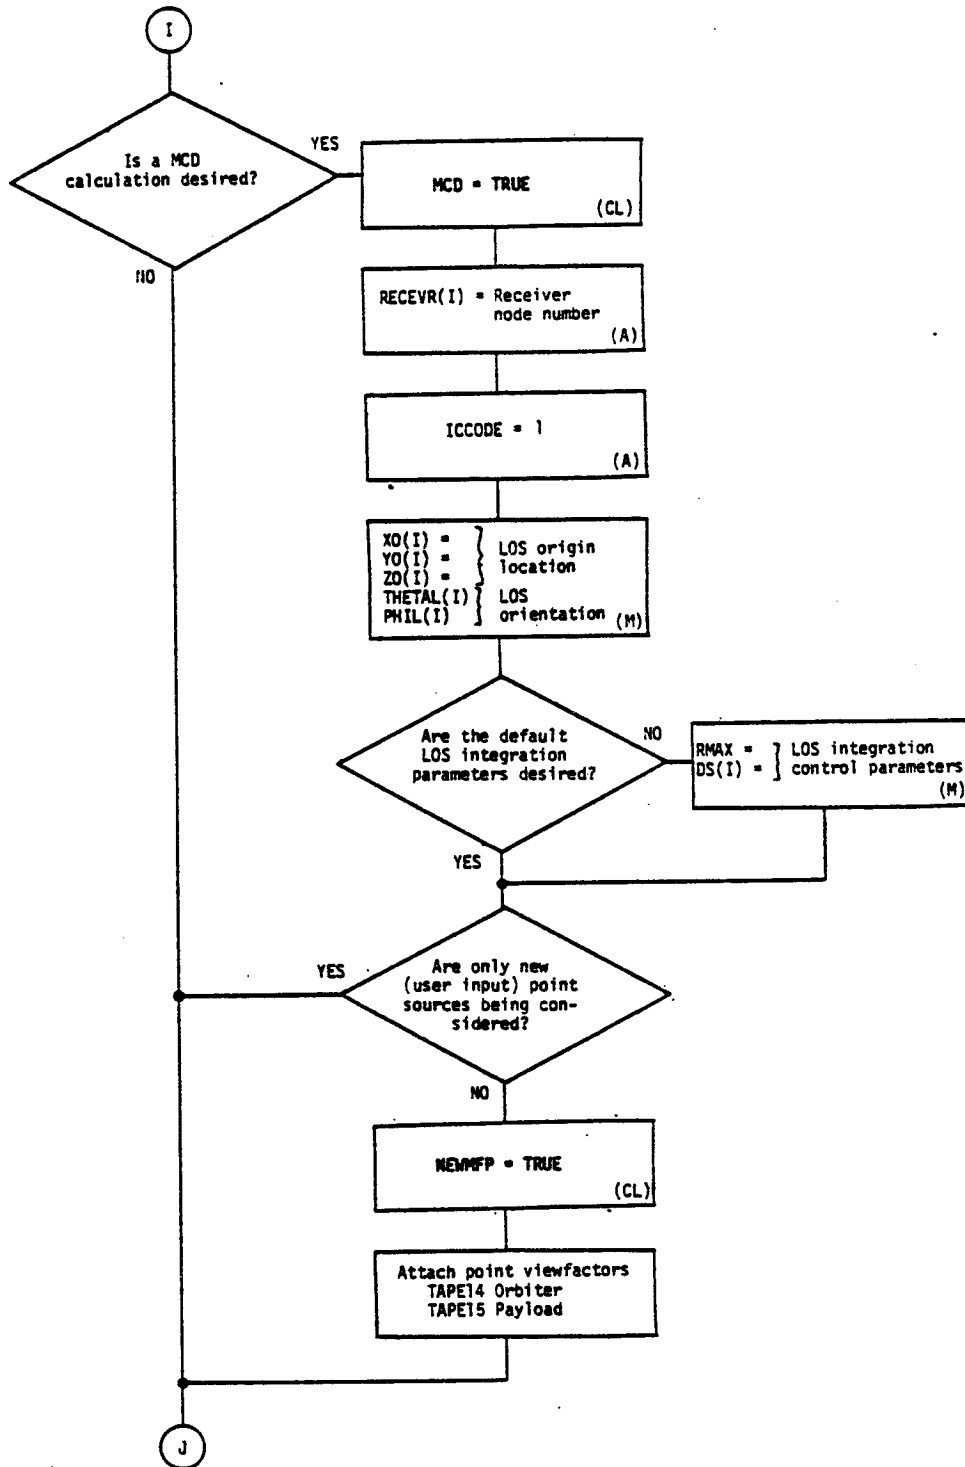 I
Is a MCD
calculation desired?
YES
NO
MCD = TRUE
(CL)
RECEVR(I) = Receiver
node number
(A)
ICCODE = 1
(A)
XO(I) =
YO(I) =
ZO(I) =
LOS origin
location
THETAL(I)
PHIL(I)
LOS
orientation
(M)
Are the default
LOS integration
parameters desired?
NO
RMAX =
DS(I) =
LOS integration
control parameters
(M)
YES
YES
Are only new
(user input) point
sources being con-
sidered?
NO
NEWMFP = TRUE
(CL)
Attach point viewfactors
TAPE14 Orbiter
TAPE15 Payload
J